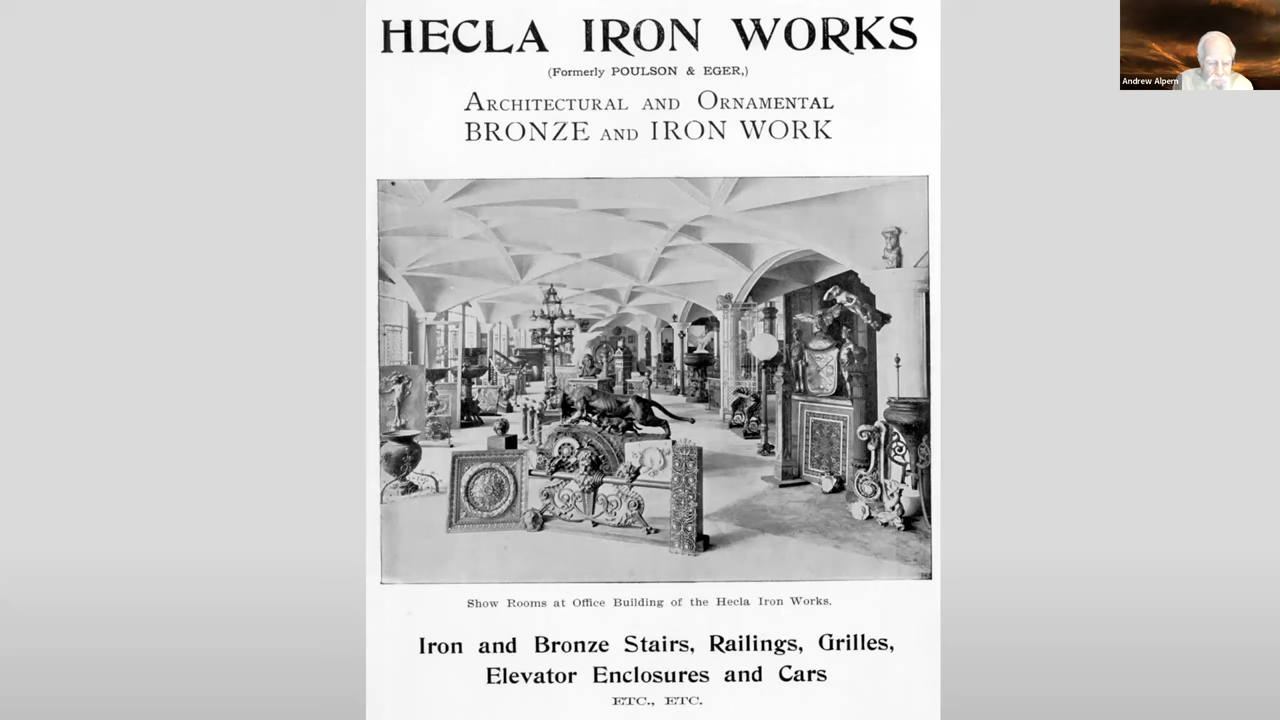 HECLA IRON WORKS
(Formerly POULSON & EGER,)
ARCHITECTURAL AND ORNAMENTAL
BRONZE AND IRON WORK
Show Rooms at Office Building of the Hecla Iron Works.
Iron and Bronze Stairs, Railings, Grilles,
Elevator Enclosures and Cars
ETC., ETC.
Andrew Alpern